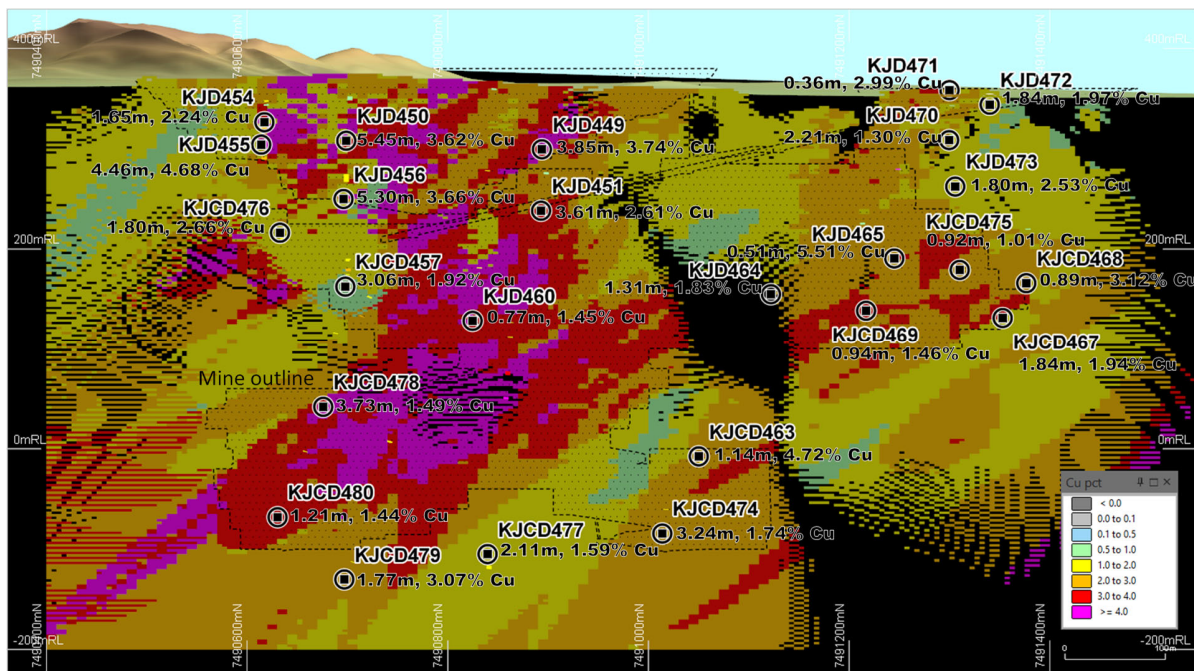 400mRL
400mRL
7490400mN
7490600mN
7491200mN
7491400mN
KJD471
0.36m, 2.99% Cu
KJD472
1.84m, 1.97% Cu
KJD454
1.65m, 2.24% Cu
KJD450
5.45m, 3.62% Cu
KJD449
3.85m, 3.74% Cu
KJD470
2.21m, 1.30% Cu
KJD455
4.46m, 4.68% Cu
KJD456
5.30m, 3.66% Cu
KJD451
3.61m, 2.61% Cu
KJD473
1.80m, 2.53% Cu
KJCD476
1.80m, 2.66% Cu
KJD465
0.51m, 5.51% Cu
KJCD475
0.92m, 1.01% Cu
200mRL
200mRL
KJCD457
3.06m, 1.92% Cu
KJD464
1.31m, 1.83% Cu
KJCD468
0.89m, 3.12% Cu
KJD460
0.77m, 1.45% Cu
KJCD469
0.94m, 1.46% Cu
KJCD467
1.84m, 1.94% Cu
Mine outline
KJCD478
3.73m, 1.49% Cu
0mRL
0mRL
KJCD463
1.14m, 4.72% Cu
KJCD480
1.21m, 1.44% Cu
KJCD477
2.11m, 1.59% Cu
KJCD474
3.24m, 1.74% Cu
KJCD479
1.77m, 3.07% Cu
Cu pct
< 0.0
0.0 to 0.1
0.1 to 0.5
0.5 to 1.0
1.0 to 2.0
2.0 to 3.0
3.0 to 4.0
>= 4.0
-200mRL
-200mRL
7490600mN
7490800mN
7491000mN
7491200mN
7491400mN
0
100m